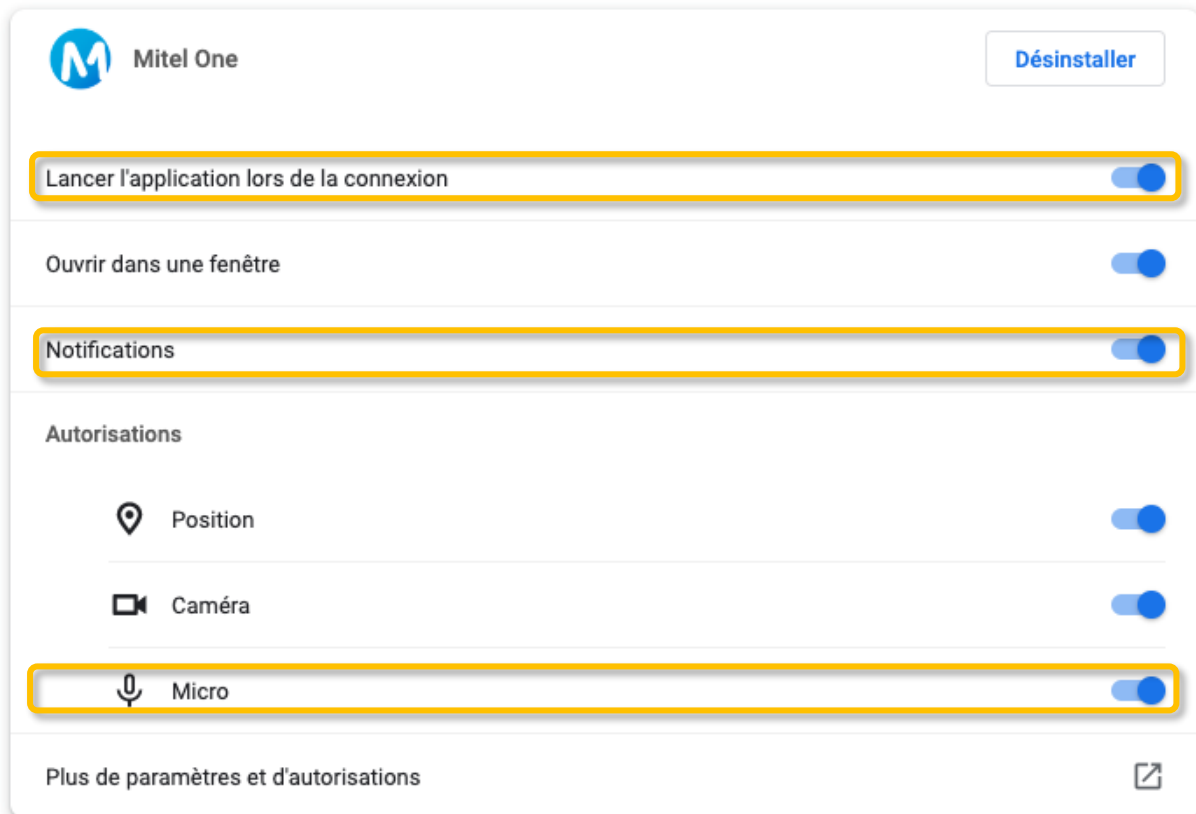 Mitel One
Désinstaller
Lancer l'application lors de la connexion
Ouvrir dans une fenêtre
Notifications
Autorisations
Position
Caméra
Micro
Plus de paramètres et d'autorisations